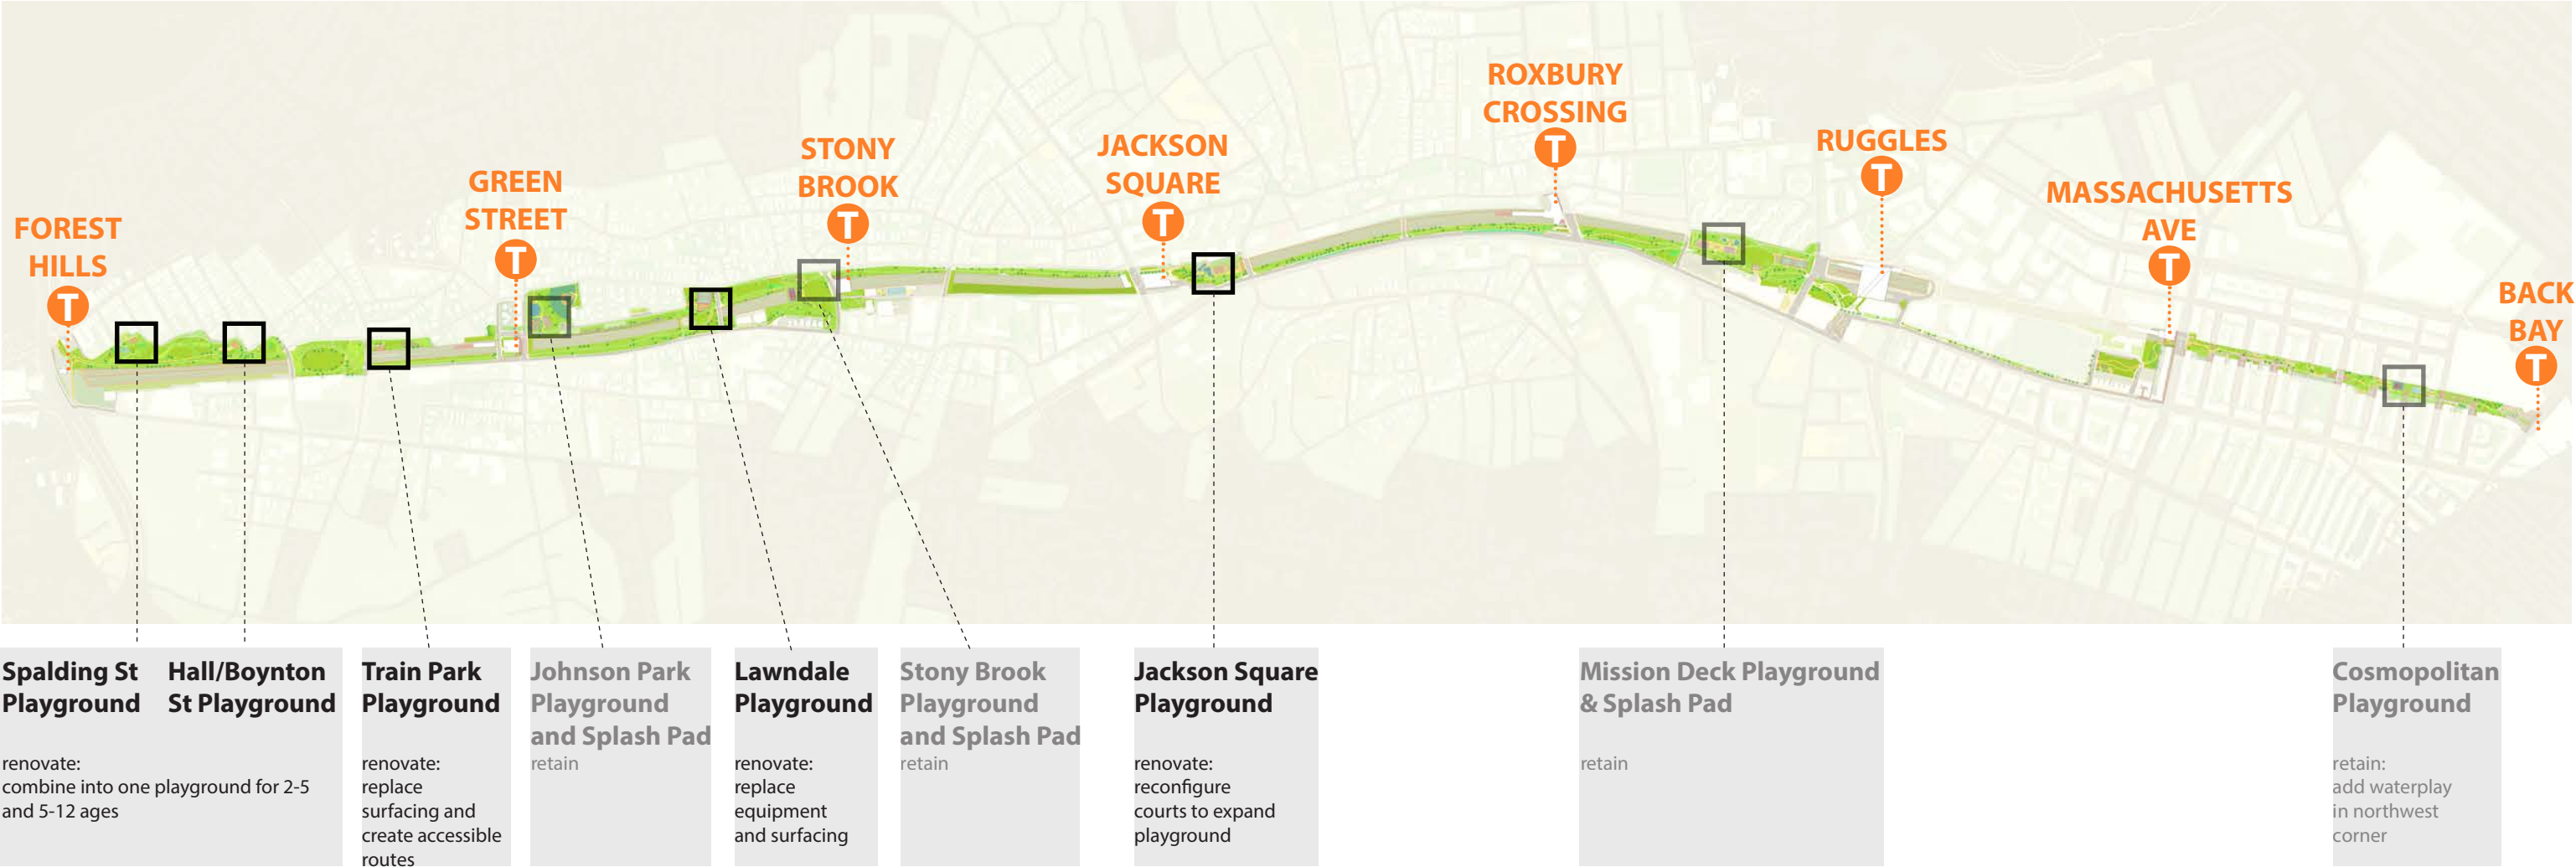 FOREST
HILLS
T
GREEN
STREET
T
STONY
BROOK
T
JACKSON
SQUARE
T
ROXBURY
CROSSING
T
RUGGLES
T
MASSACHUSETTS
AVE
T
BACK
BAY
T
Spalding St
Playground
Hall/Boynton
St Playground
renovate:
combine into one playground for 2-5
and 5-12 ages
Train Park
Playground
renovate:
replace
surfacing and
create accessible
routes
Johnson Park
Playground
and Splash Pad
retain
Lawndale
Playground
renovate:
replace
equipment
and surfacing
Stony Brook
Playground
and Splash Pad
retain
Jackson Square
Playground
renovate:
reconfigure
courts to expand
playground
Mission Deck Playground
& Splash Pad
retain
Cosmopolitan
Playground
retain:
add waterplay
in northwest
corner